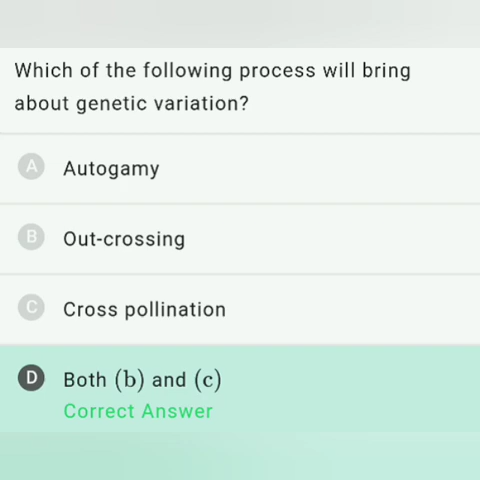 Which of the following process will bring
about genetic variation?
A Autogamy
B Out-crossing
C Cross pollination
D Both (b) and (c)
Correct Answer